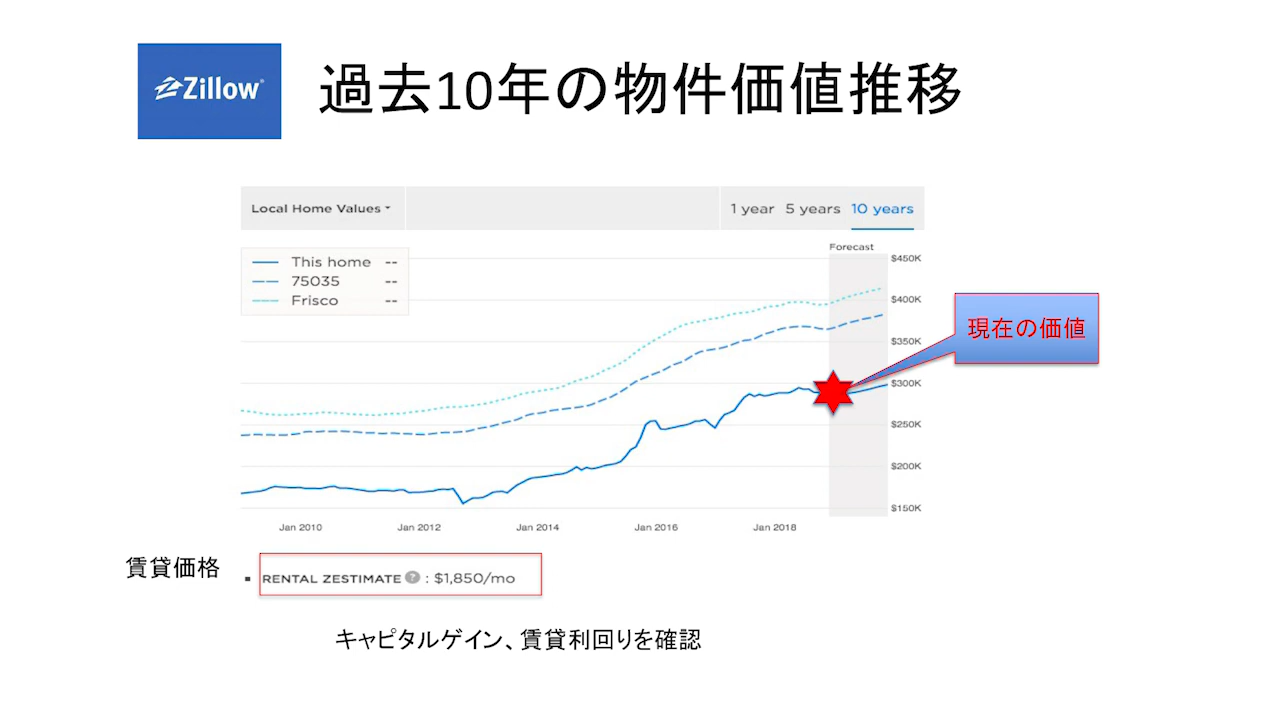 Zillow
過去10年の物件価値推移
Local Home Values
1 year 5 years 10 years
Forecast
This home --
75035 --
Frisco --
$450K
$400K
$350K
$300K
$250K
$200K
$150K
現在の価値
Jan 2010 Jan 2012 Jan 2014 Jan 2016 Jan 2018
賃貸価格
▪ RENTAL ZESTIMATE ? : $1,850/mo
キャピタルゲイン、賃貸利回りを確認